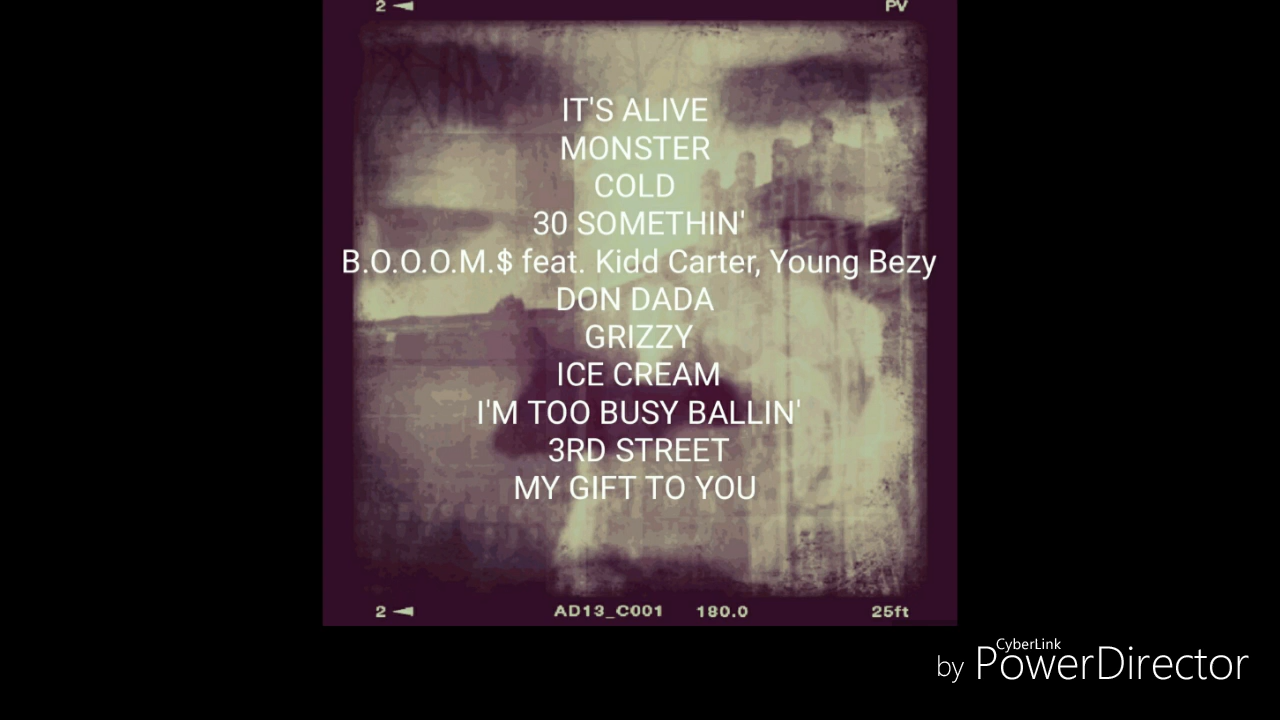 2 PV
IT'S ALIVE
MONSTER
COLD
30 SOMETHIN'
B.O.O.O.M.$ feat. Kidd Carter, Young Bezy
DON DADA
GRIZZY
ICE CREAM
I'M TOO BUSY BALLIN'
3RD STREET
MY GIFT TO YOU
2 AD13_C001 180.0 25ft
CyberLink
by PowerDirector